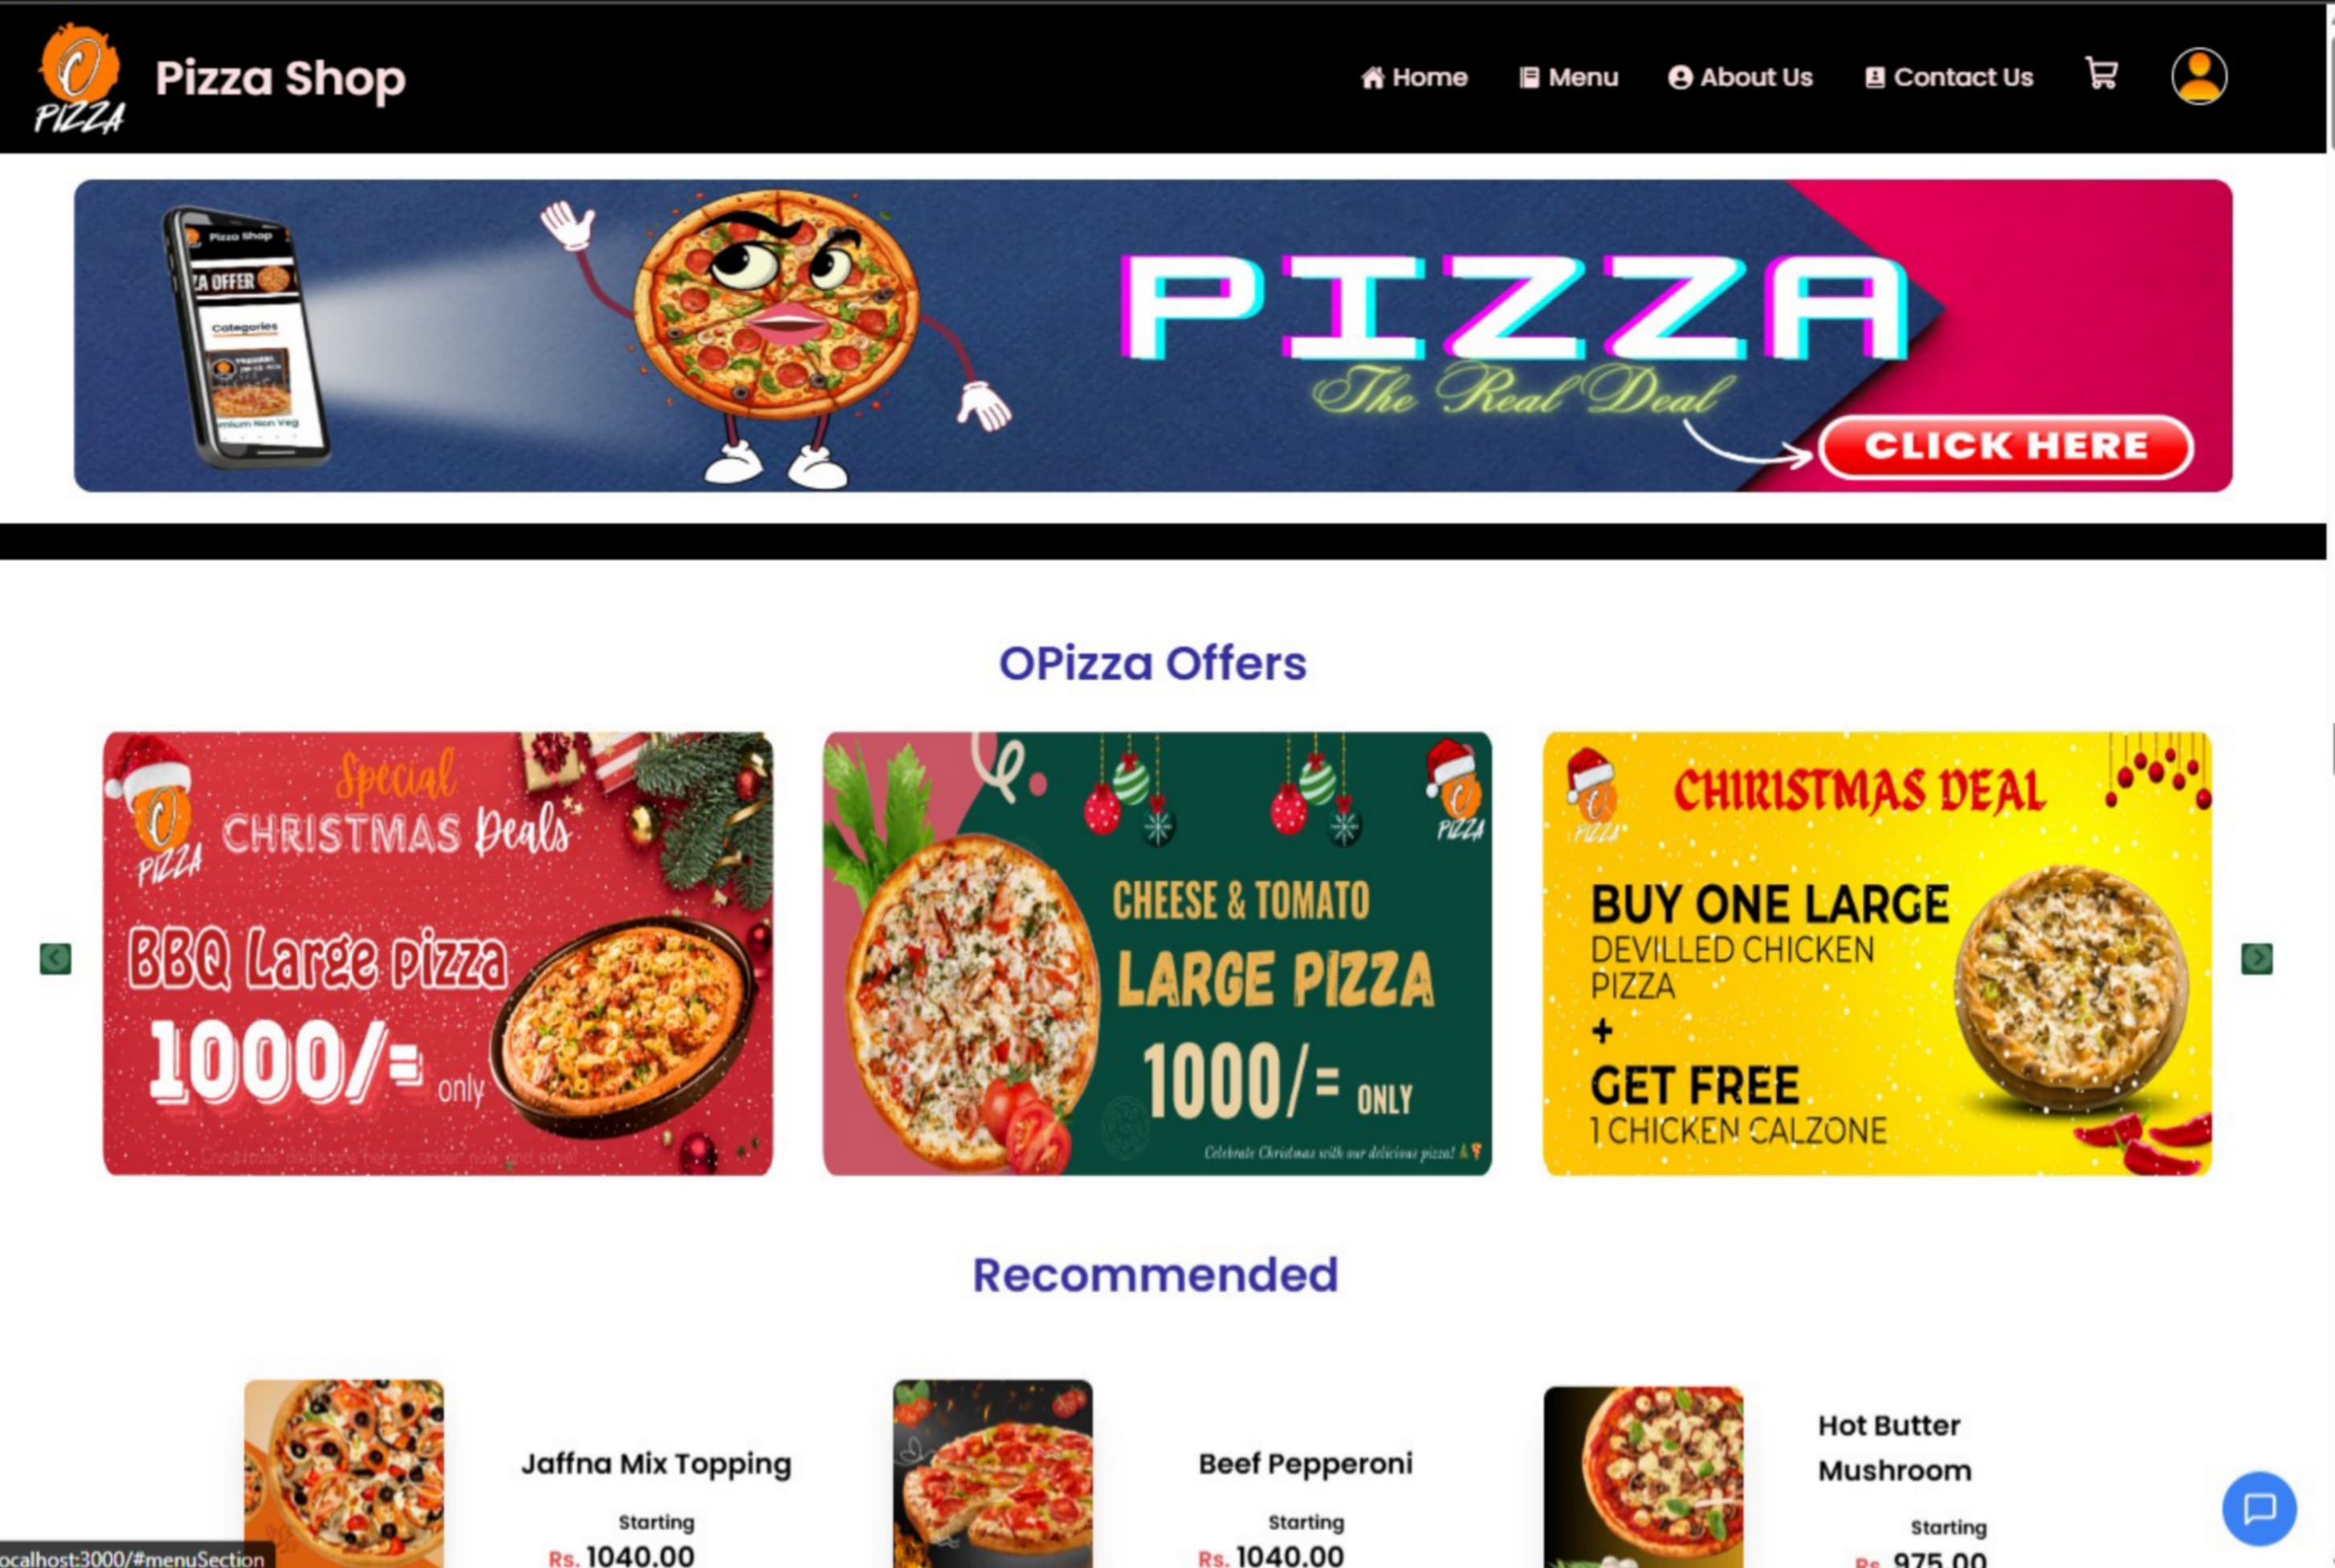 PIZZA
Pizza Shop
Home
Menu
About Us
Contact Us
Pizza Shop
ZA OFFER
Categories
mium Non Veg
PIZZA
The Real Deal
CLICK HERE
OPizza Offers
PIZZA
Special
CHRISTMAS Deals
BBQ Large pizza
1000/=
only
PIZZA
CHEESE & TOMATO
LARGE PIZZA
1000/= ONLY
Celebrate Christmas with our delicious pizza!
PIZZA
CHIRISTMAS DEAL
BUY ONE LARGE
DEVILLED CHICKEN
PIZZA
+
GET FREE
1 CHICKEN CALZONE
Recommended
Jaffna Mix Topping
Starting
Rs. 1040.00
Beef Pepperoni
Starting
Rs. 1040.00
Hot Butter
Mushroom
Starting
Rs. 975.00
ocalhost:3000/#menuSection